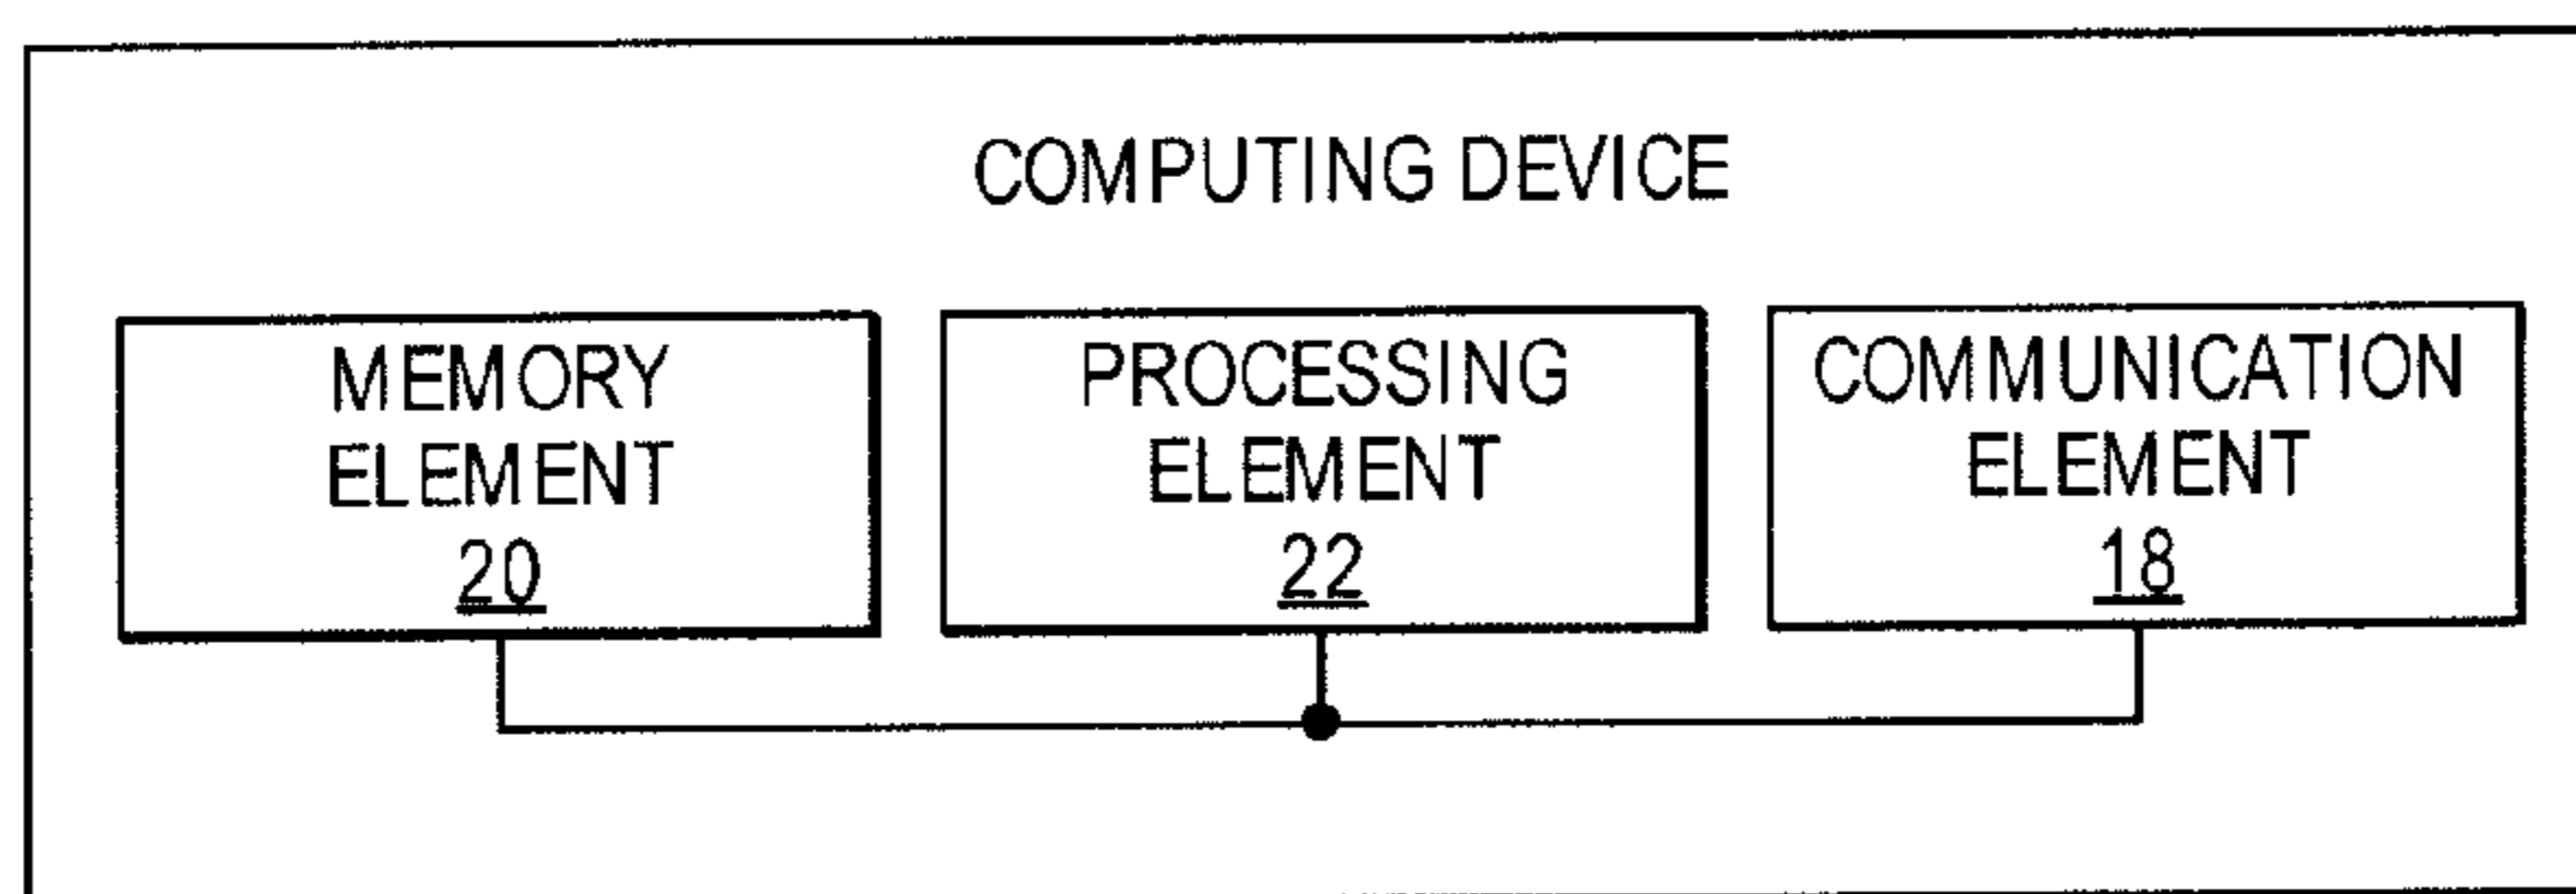 COMPUTING DEVICE
MEMORY
ELEMENT
20
PROCESSING
ELEMENT
22
COMMUNICATION
ELEMENT
18